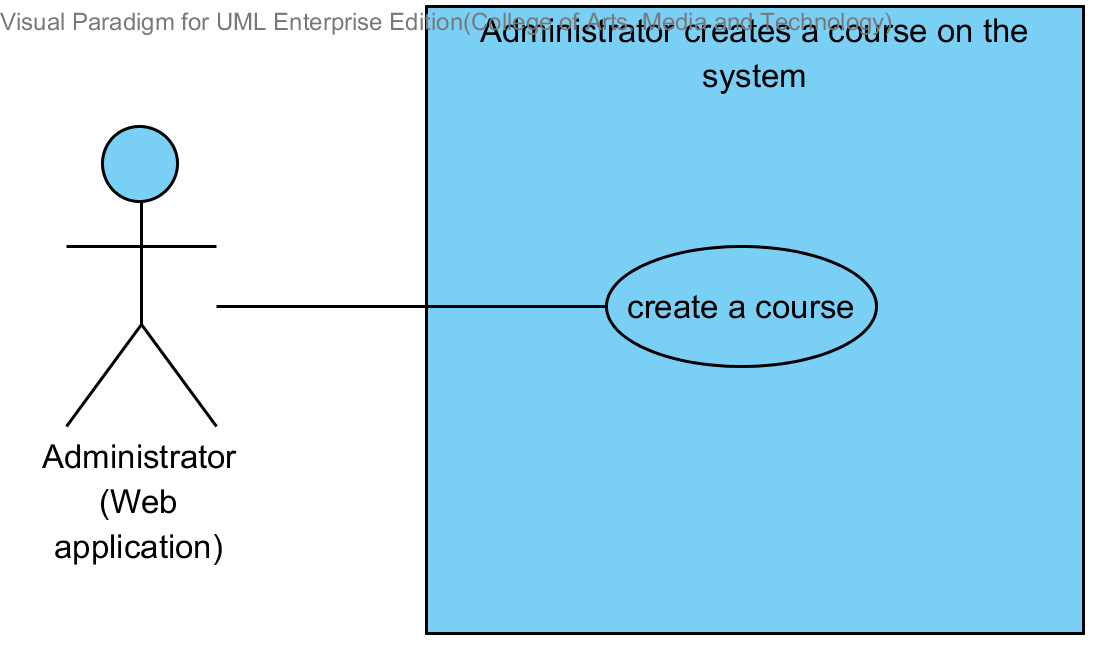 Visual Paradigm for UML Enterprise Edition(College of Arts, Media and Technology)
Administrator creates a course on the
system
create a course
Administrator
(Web
application)